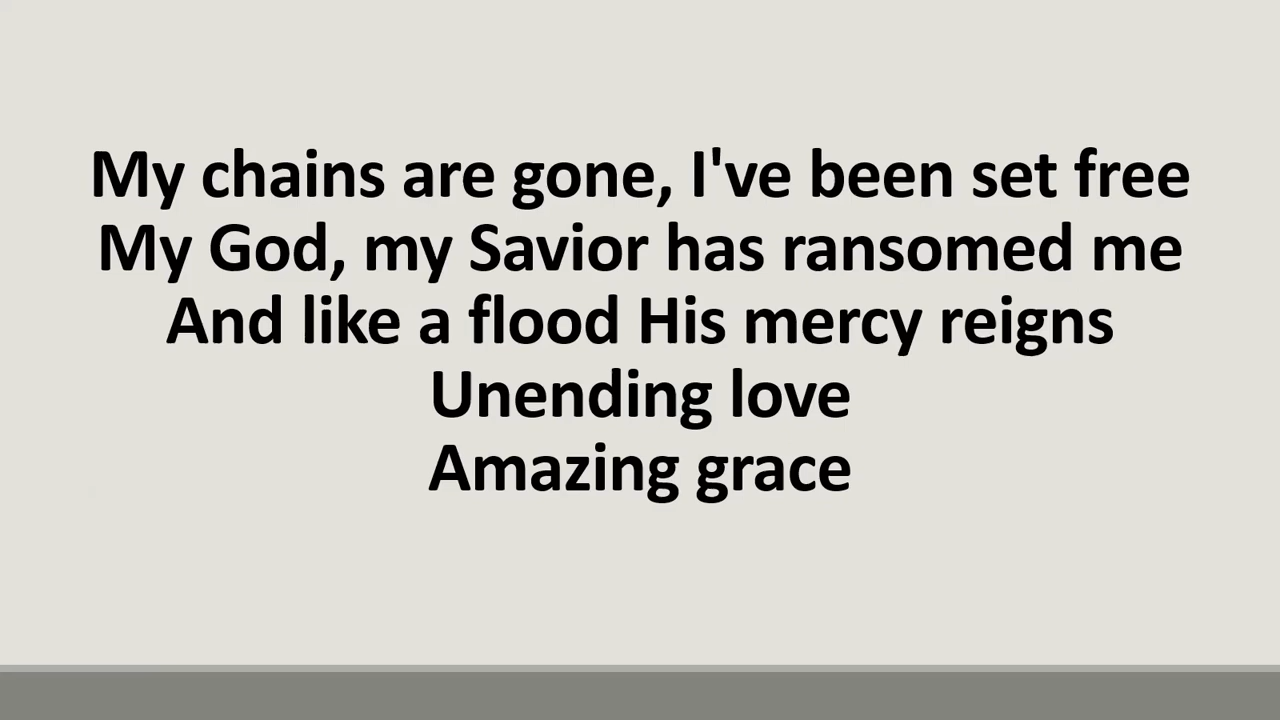 My chains are gone, I've been set free
My God, my Savior has ransomed me
And like a flood His mercy reigns
Unending love
Amazing grace